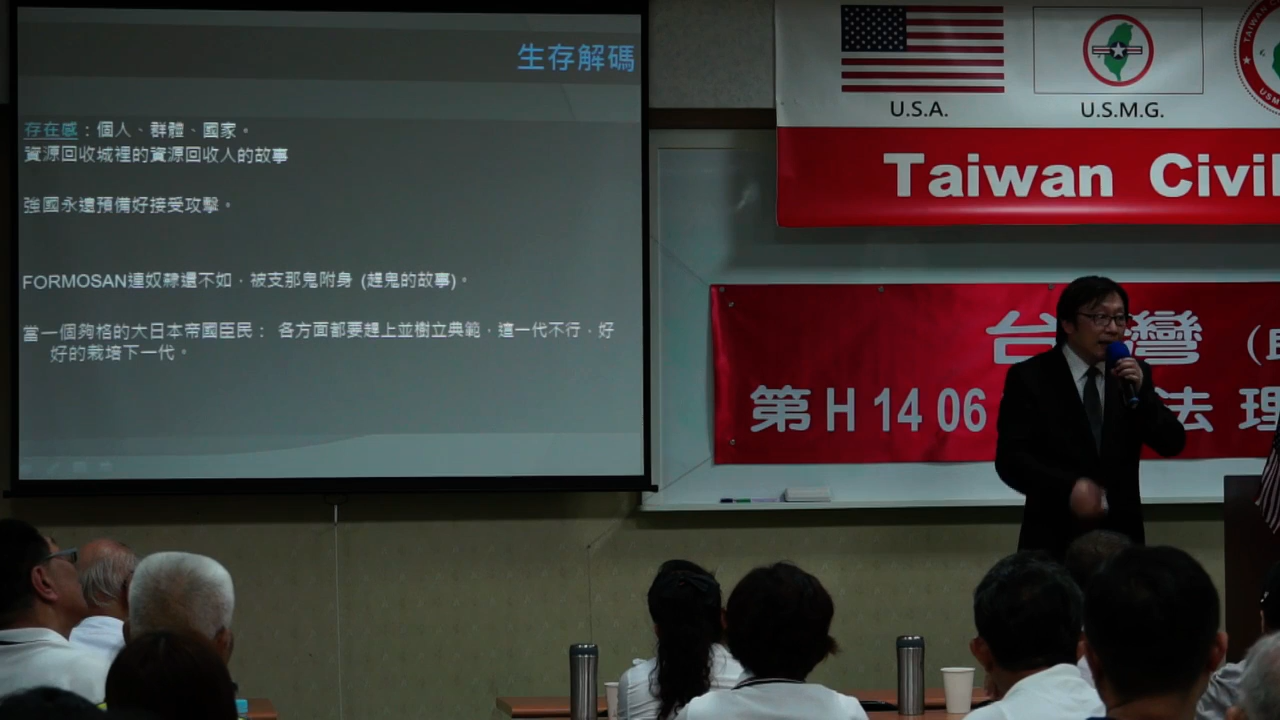 生存解碼
存在感：個人、群體、國家。
資源回收城裡的資源回收人的故事
強國永遠預備好接受攻擊。
FORMOSAN連奴隸還不如，被支那鬼附身 (趕鬼的故事)。
當一個夠格的大日本帝國臣民： 各方面都要趕上並樹立典範，這一代不行，好
好的栽培下一代。
U.S.A.
U.S.M.G.
TAIWAN
Taiwan Civil
台灣
第H 14 06
法理